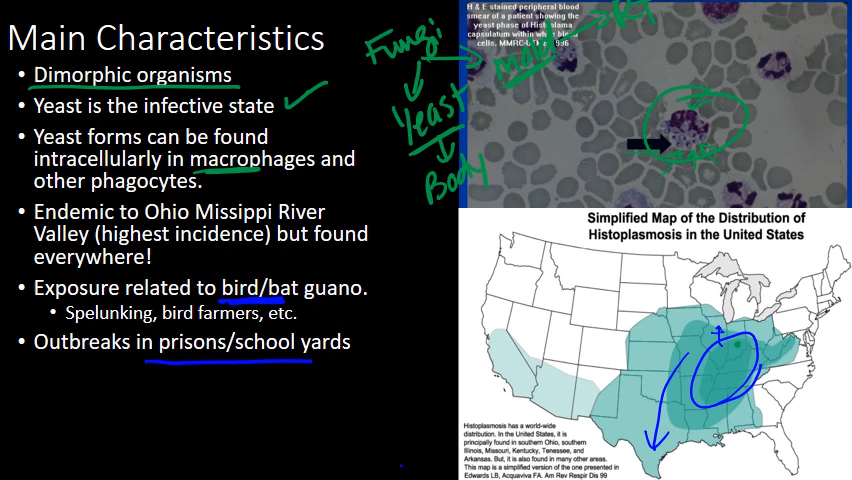 Main Characteristics
• Dimorphic organisms
• Yeast is the infective state
• Yeast forms can be found
intracellularly in macrophages and
other phagocytes.
• Endemic to Ohio Missippi River
Valley (highest incidence) but found
everywhere!
• Exposure related to bird/bat guano.
• Spelunking, bird farmers, etc.
• Outbreaks in prisons/school yards
Fungi
Yeast
Body
Mold
RT
H & E stained peripheral blood
smear of a patient showing the
yeast phase of
capsulatum within
cells.
Simplified Map of the Distribution of
Histoplasmosis in the United States
Histoplasmosis has a world-wide
distribution. In the United States, it is
principally found in southern Ohio, southern
Illinois, Missouri, Kentucky, Tenessee, and
Arkansas. But, it is also found in many other areas.
This map is a simplified version of the one presented in
Edwards LB, Acquaviva FA. Am Rev Respir Dis 99